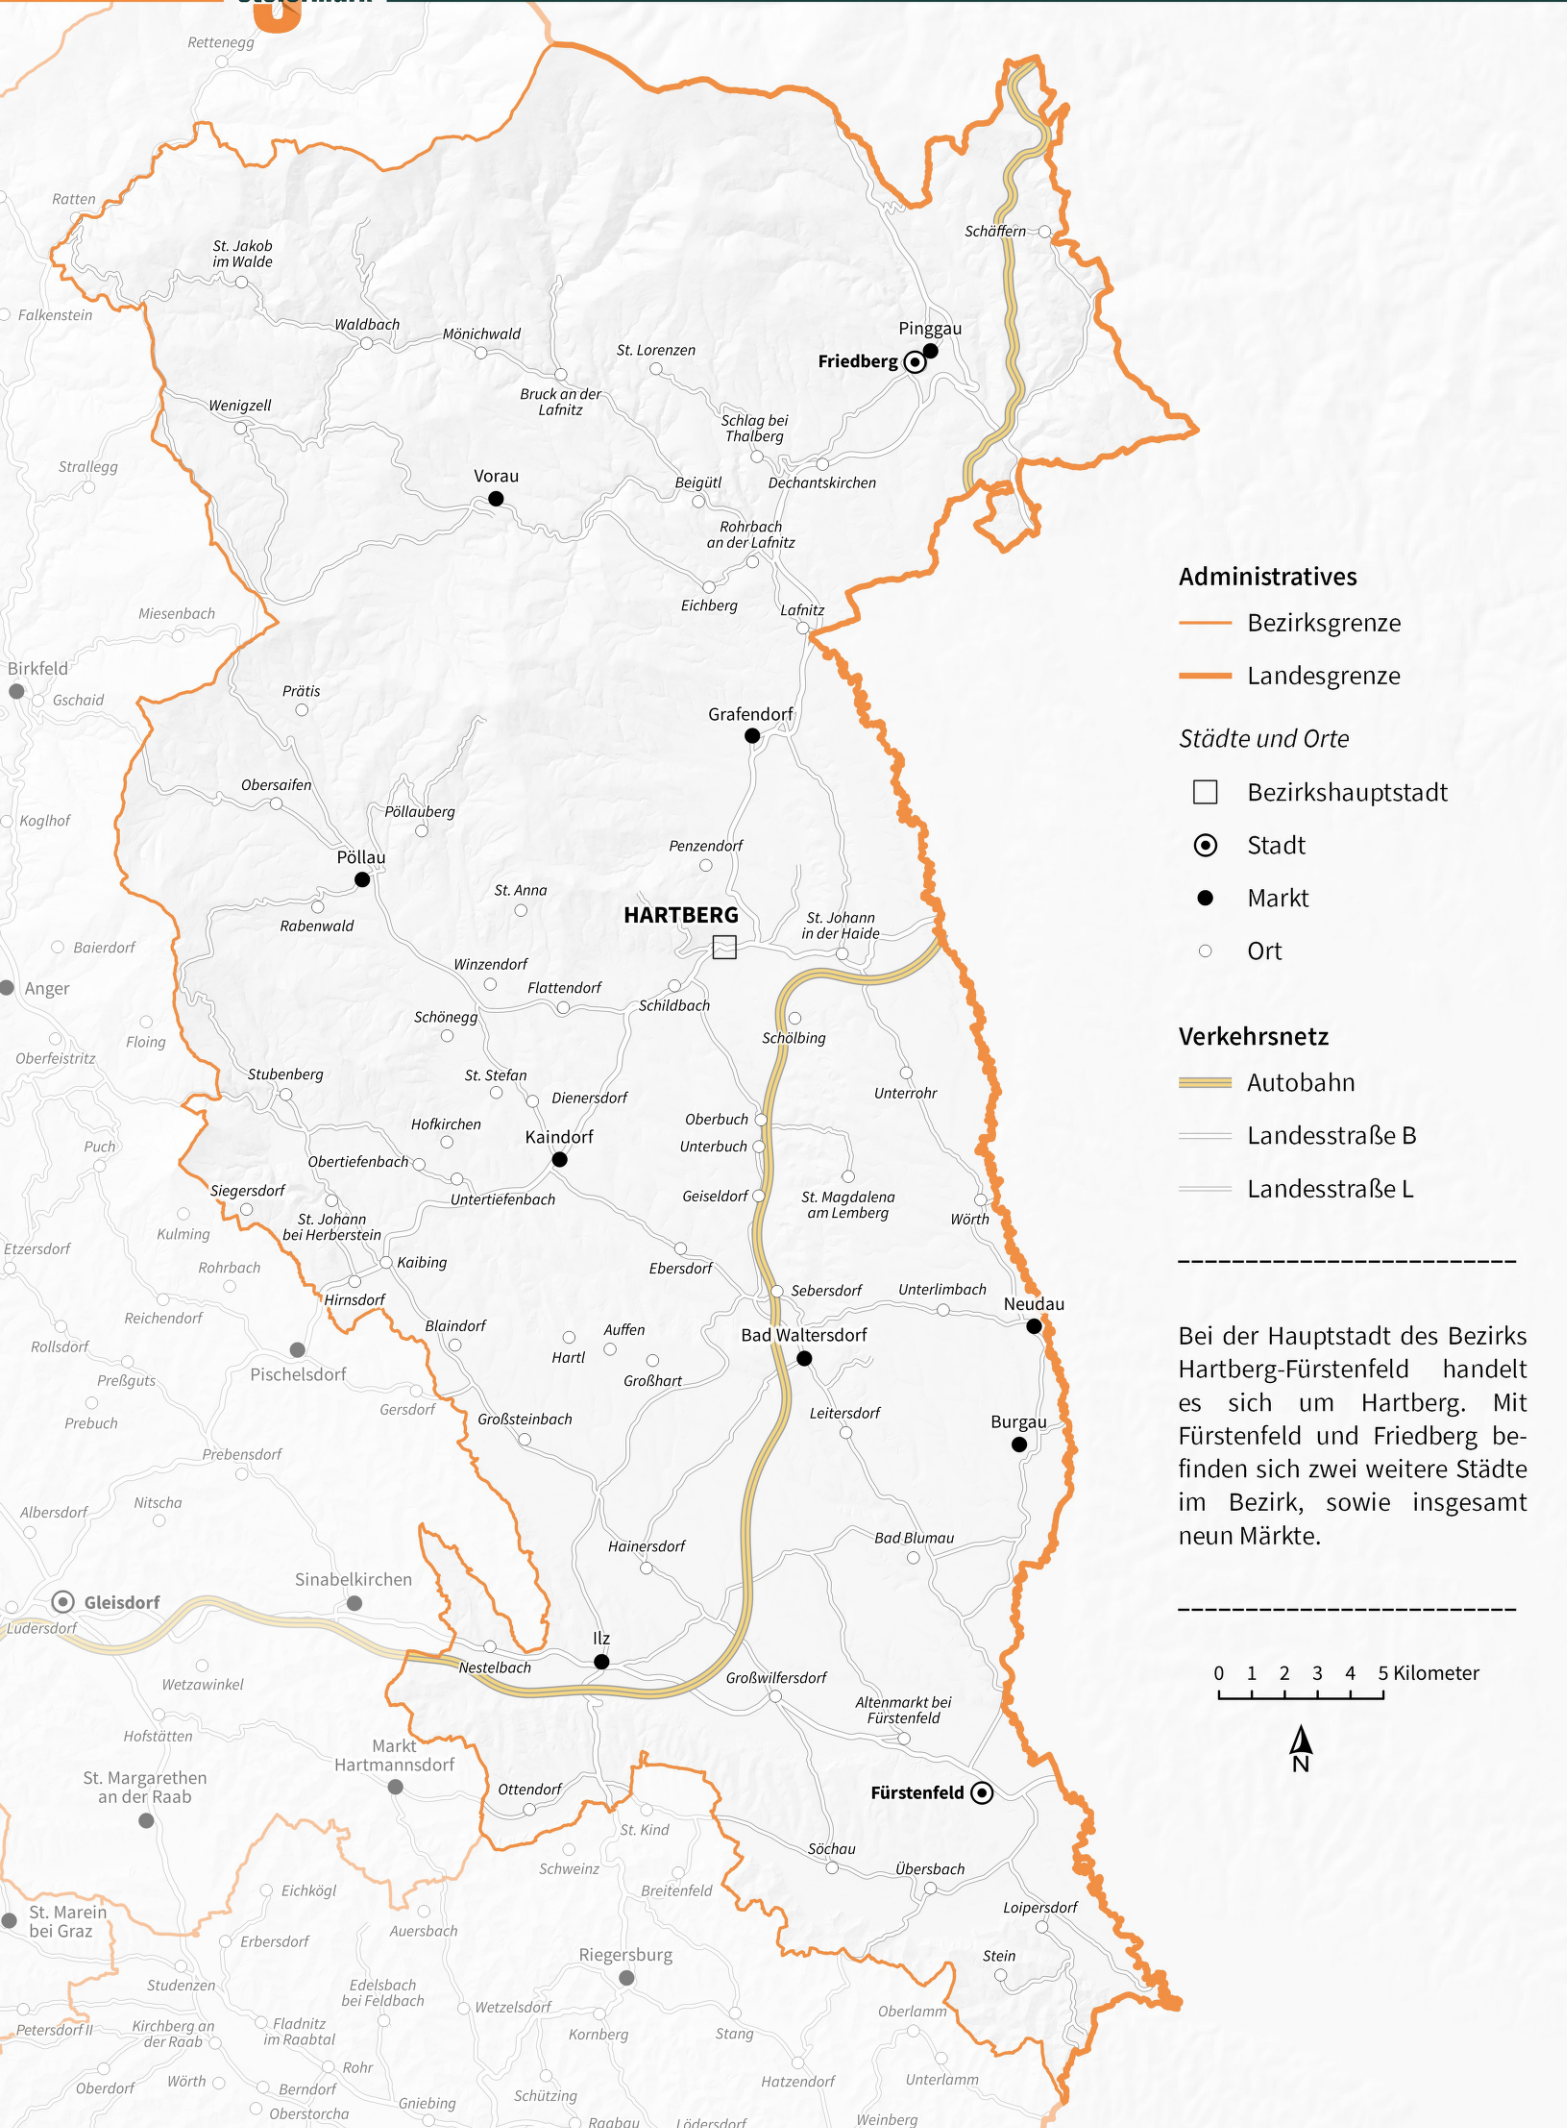 Steiermark
Rettenegg
Ratten
St. Jakob
im Walde
Schäffern
Falkenstein
Waldbach
Mönichwald
St. Lorenzen
Pinggau
Friedberg
Bruck an der
Lafnitz
Wenigzell
Schlag bei
Thalberg
Strallegg
Vorau
Beigütl
Dechantskirchen
Rohrbach
an der Lafnitz
Eichberg
Lafnitz
Miesenbach
Birkfeld
Gschaid
Prätis
Grafendorf
Obersaifen
Pöllauberg
Koglhof
Pöllau
Penzendorf
St. Anna
Rabenwald
HARTBERG
St. Johann
in der Haide
Baierdorf
Anger
Winzendorf
Flattendorf
Schildbach
Schönegg
Schölbing
Floing
Oberfeistritz
Stubenberg
St. Stefan
Dienersdorf
Unterrohr
Hofkirchen
Kaindorf
Oberbuch
Unterbuch
Puch
Obertiefenbach
Untertiefenbach
Geiseldorf
St. Magdalena
am Lemberg
Siegersdorf
St. Johann
bei Herberstein
Wörth
Kulming
Etzersdorf
Rohrbach
Kaibing
Ebersdorf
Hirnsdorf
Sebersdorf
Unterlimbach
Neudau
Reichendorf
Blaindorf
Auffen
Hartl
Großhart
Bad Waltersdorf
Rollsdorf
Pischelsdorf
Preßguts
Prebuch
Gersdorf
Großsteinbach
Leitersdorf
Burgau
Prebensdorf
Albersdorf
Nitscha
Hainersdorf
Bad Blumau
Sinabelkirchen
Gleisdorf
Ludersdorf
Ilz
Nestelbach
Großwilfersdorf
Wetzawinkel
Altenmarkt bei
Fürstenfeld
Hofstätten
Markt
Hartmannsdorf
St. Margarethen
an der Raab
Ottendorf
Fürstenfeld
St. Kind
Söchau
Übersbach
Schweinz
Breitenfeld
Eichkögl
Loipersdorf
St. Marein
bei Graz
Auersbach
Erbersdorf
Riegersburg
Stein
Studenzen
Edelsbach
bei Feldbach
Wetzelsdorf
Oberlamm
Petersdorf II
Kirchberg an
der Raab
Fladnitz
im Raabtal
Kornberg
Stang
Rohr
Oberdorf
Wörth
Berndorf
Schützing
Hatzendorf
Unterlamm
Gniebing
Oberstorcha
Raabau
Lödersdorf
Weinberg
Administratives
Bezirksgrenze
Landesgrenze
Städte und Orte
Bezirkshauptstadt
Stadt
Markt
Ort
Verkehrsnetz
Autobahn
Landesstraße B
Landesstraße L
Bei der Hauptstadt des Bezirks
Hartberg-Fürstenfeld handelt
es sich um Hartberg. Mit
Fürstenfeld und Friedberg be-
finden sich zwei weitere Städte
im Bezirk, sowie insgesamt
neun Märkte.
0 1 2 3 4 5 Kilometer
N